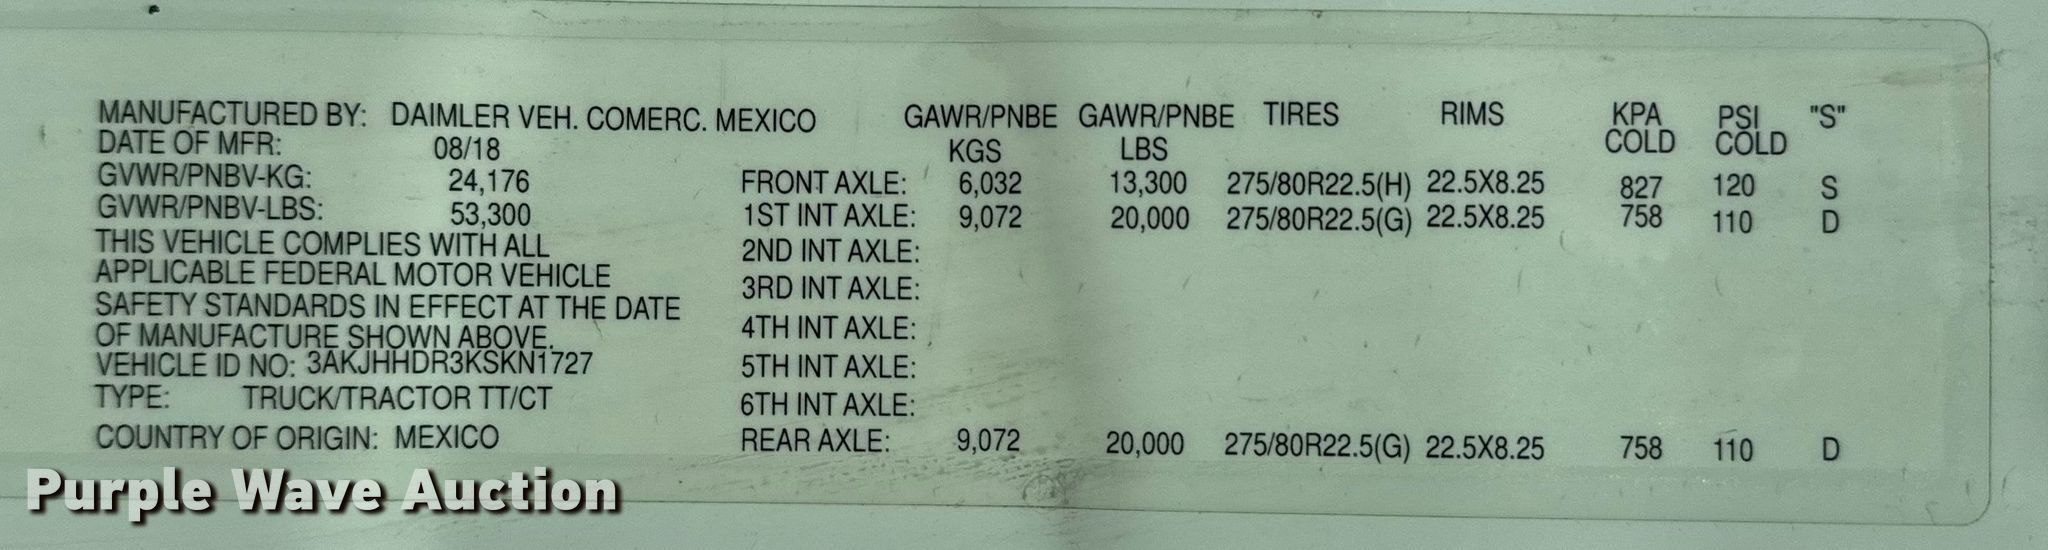 MANUFACTURED BY: DAIMLER VEH. COMERC. MEXICO
DATE OF MFR: 08/18
GVWR/PNBV-KG: 24,176
GVWR/PNBV-LBS: 53,300
THIS VEHICLE COMPLIES WITH ALL
APPLICABLE FEDERAL MOTOR VEHICLE
SAFETY STANDARDS IN EFFECT AT THE DATE
OF MANUFACTURE SHOWN ABOVE.
VEHICLE ID NO: 3AKJHHDR3KSKN1727
TYPE: TRUCK/TRACTOR TT/CT
COUNTRY OF ORIGIN: MEXICO
GAWR/PNBE GAWR/PNBE TIRES RIMS KPA PSI "S"
KGS LBS COLD COLD
FRONT AXLE: 6,032 13,300 275/80R22.5(H) 22.5X8.25 827 120 S
1ST INT AXLE: 9,072 20,000 275/80R22.5(G) 22.5X8.25 758 110 D
2ND INT AXLE:
3RD INT AXLE:
4TH INT AXLE:
5TH INT AXLE:
6TH INT AXLE:
REAR AXLE: 9,072 20,000 275/80R22.5(G) 22.5X8.25 758 110 D
Purple Wave Auction